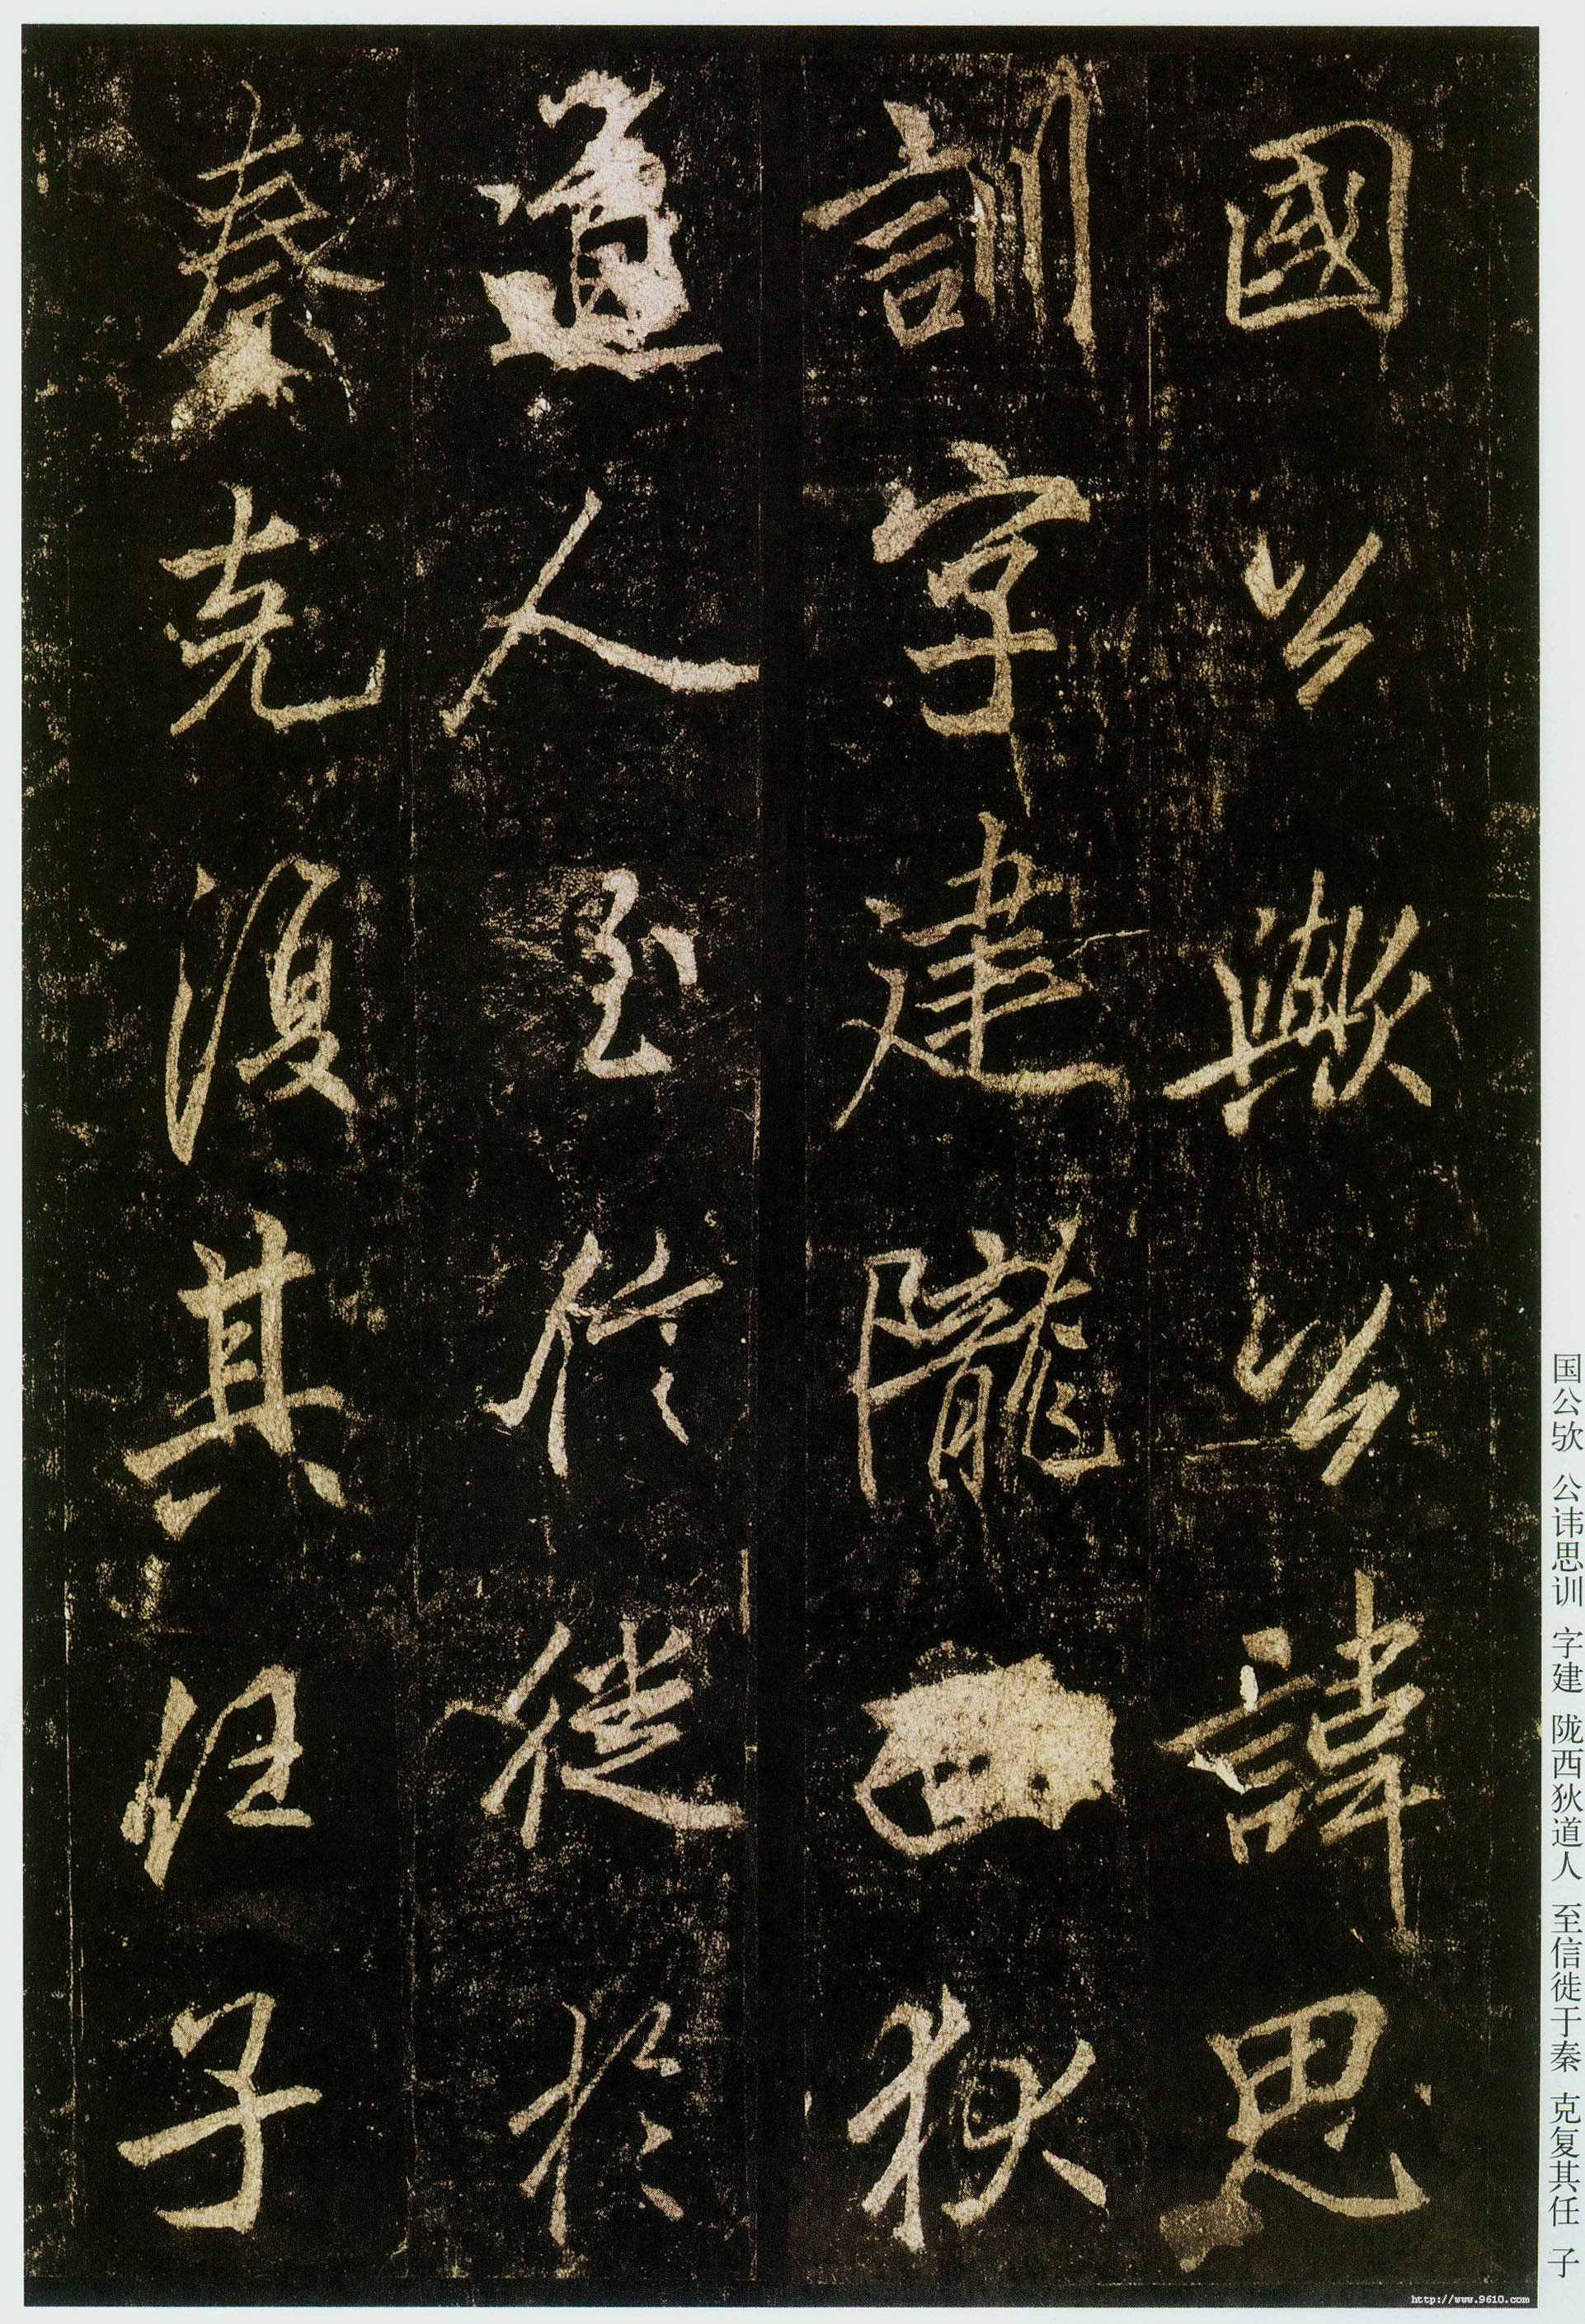 國公歟公諱思
訓字建隴西狄
道人至信徙於
秦克復其任子
国公欤 公讳思训 字建 陇西狄道人 至信徙于秦 克复其任 子
http://www.9610.com